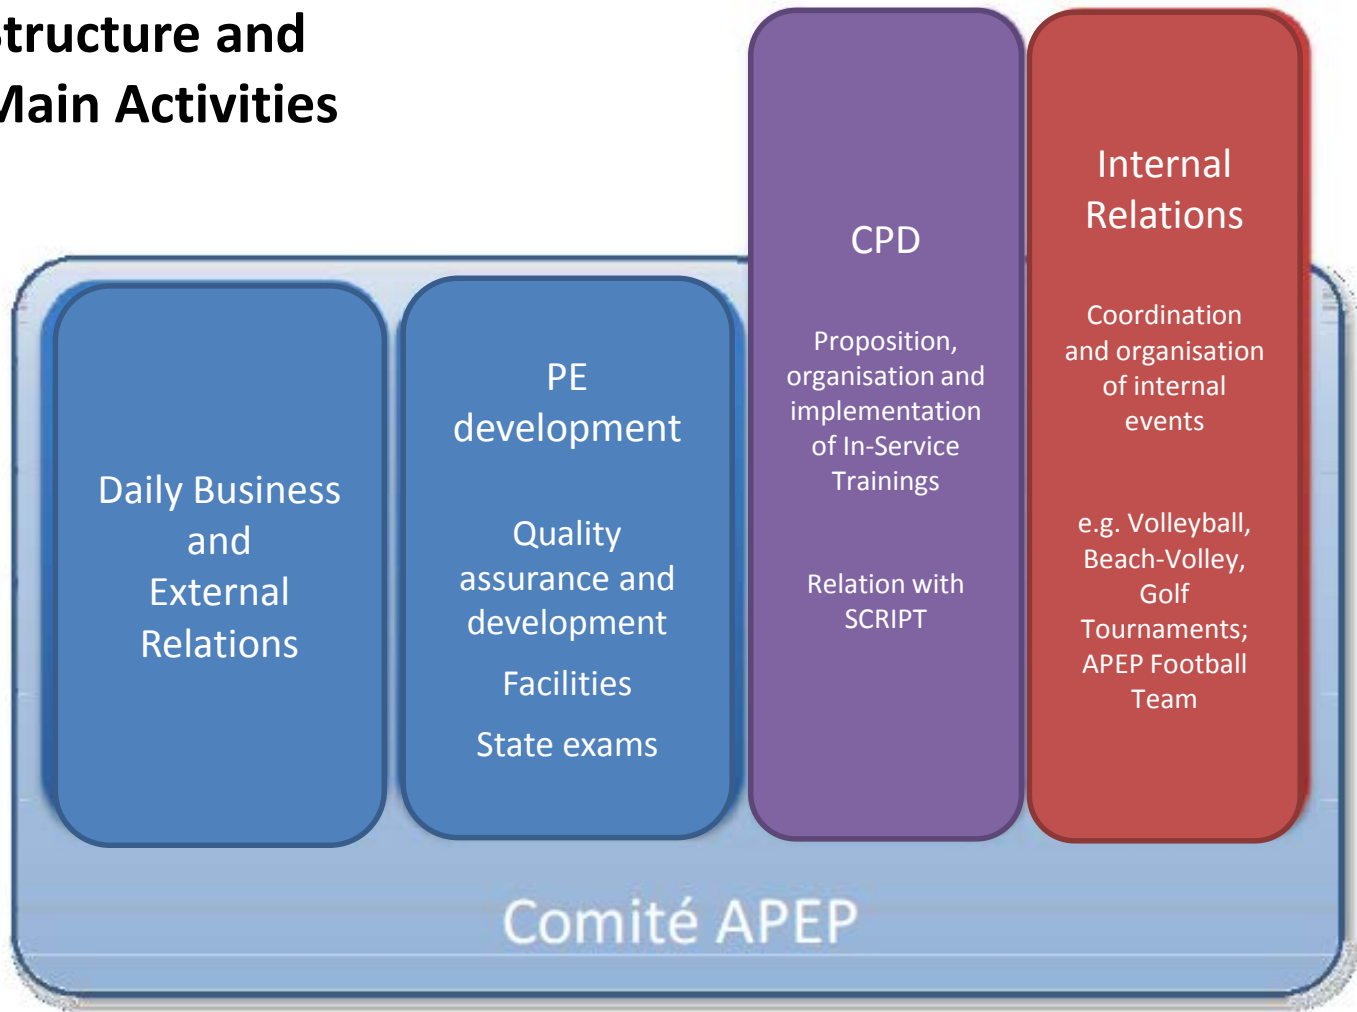 Structure and
Main Activities
Daily Business
and
External
Relations
PE
development
Quality
assurance and
development
Facilities
State exams
CPD
Proposition,
organisation and
implementation
of In-Service
Trainings
Relation with
SCRIPT
Internal
Relations
Coordination
and organisation
of internal
events
e.g. Volleyball,
Beach-Volley,
Golf
Tournaments;
APEP Football
Team
Comité APEP